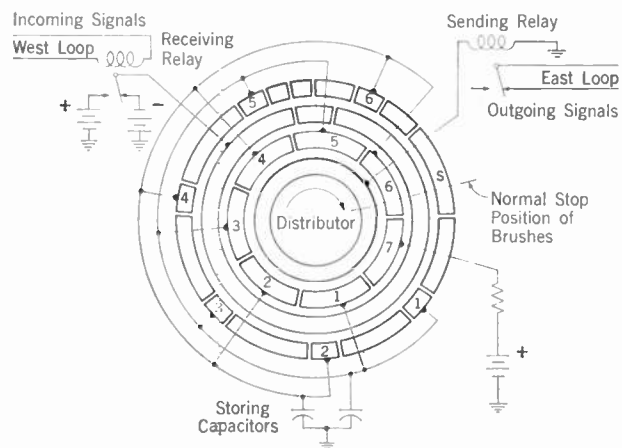 Incoming Signals
West Loop
Receiving
Relay
+
−
Sending Relay
East Loop
Outgoing Signals
5
6
4
5
6
S
4
3
Distributor
Normal Stop
Position of
Brushes
7
2
1
3
1
2
+
Storing
Capacitors